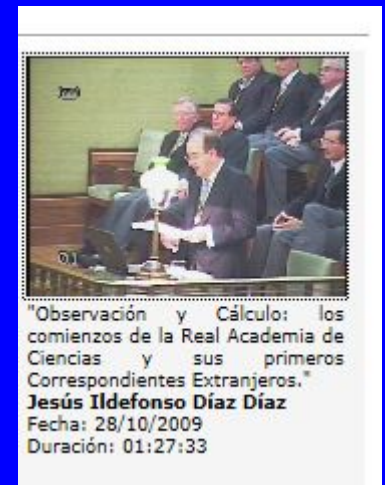 "Observación y Cálculo: los
comienzos de la Real Academia de
Ciencias y sus primeros
Correspondientes Extranjeros."
Jesús Ildefonso Díaz Díaz
Fecha: 28/10/2009
Duración: 01:27:33